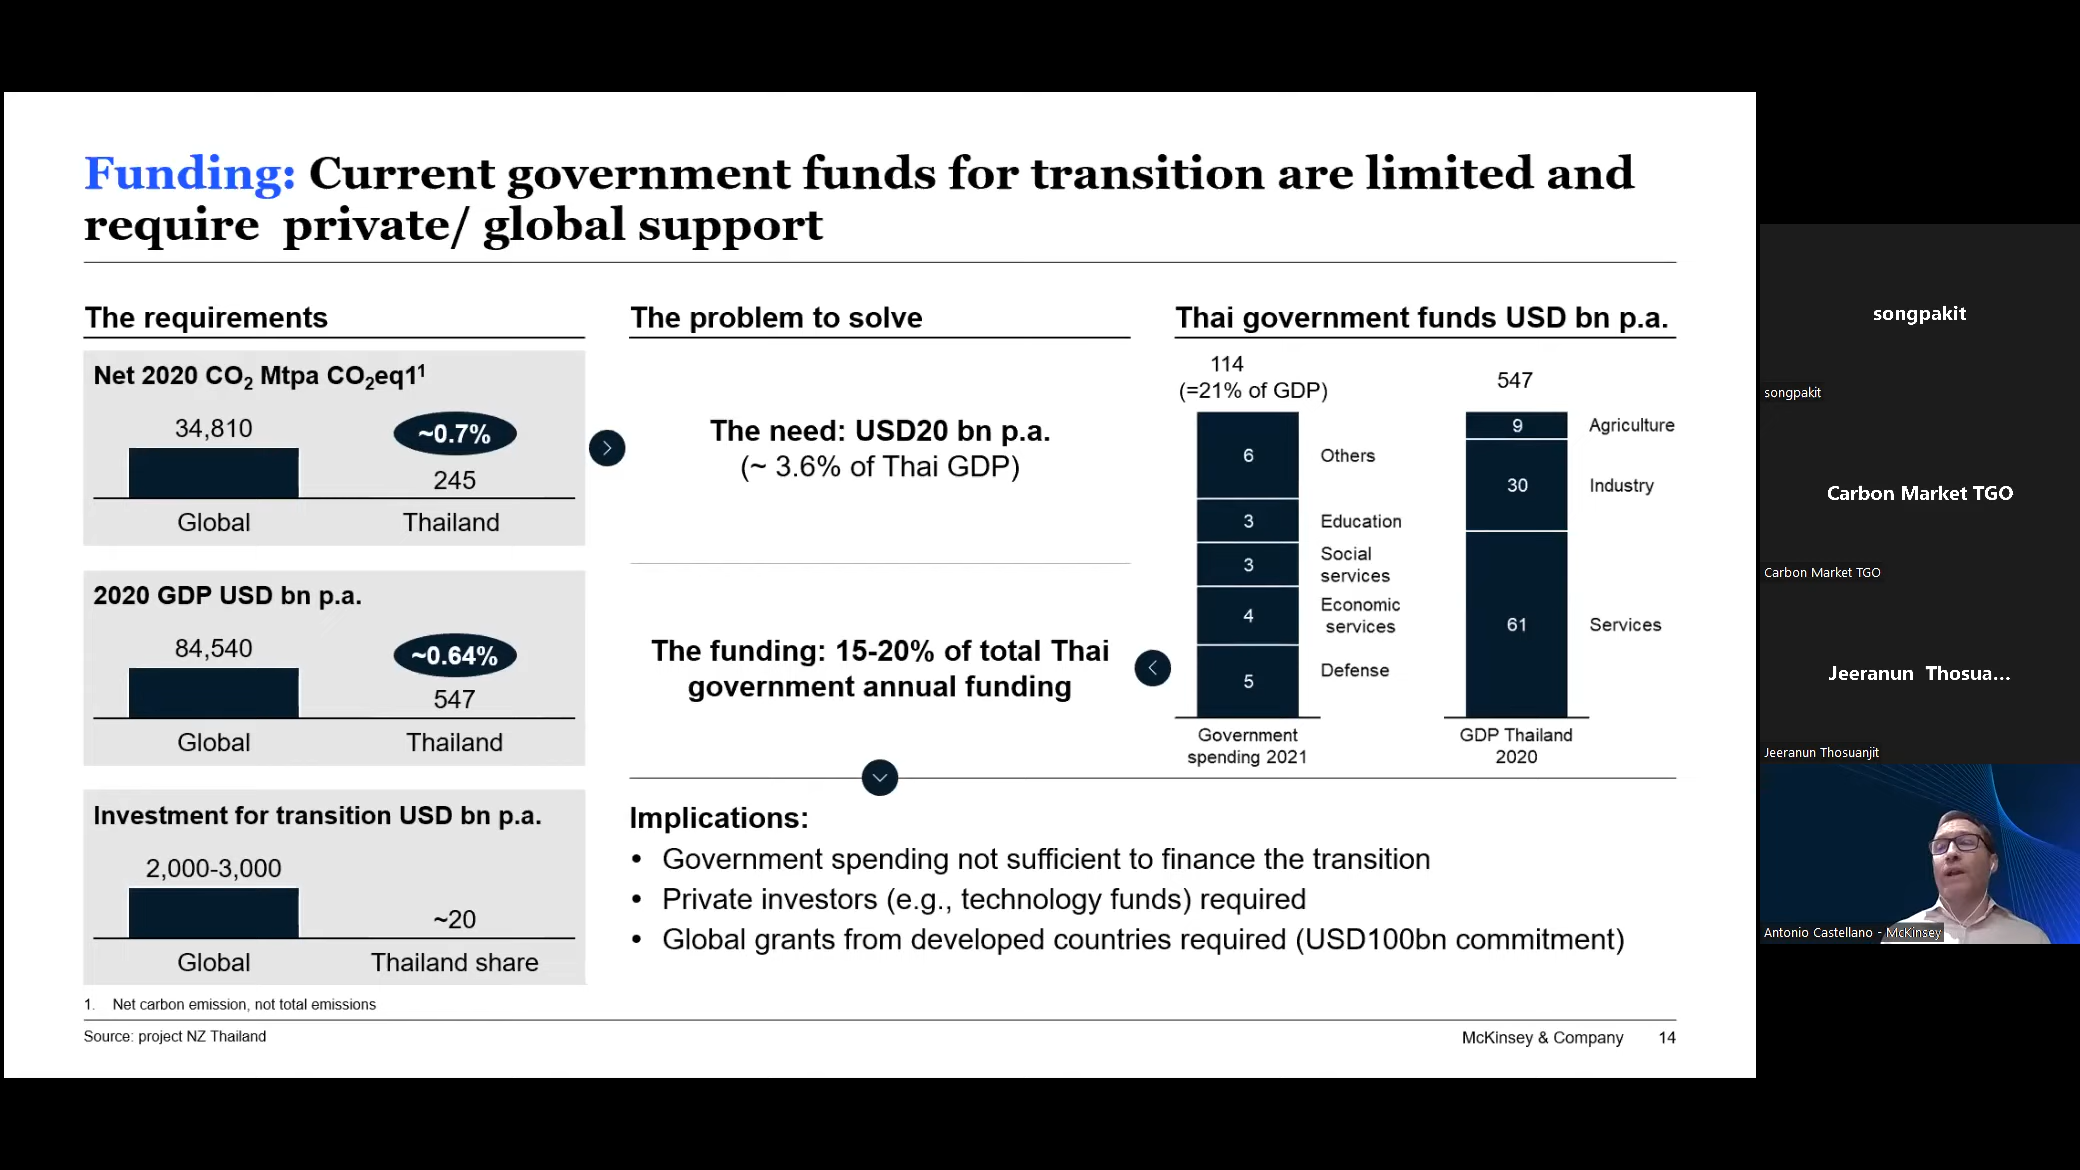 Funding: Current government funds for transition are limited and
require private/ global support
The requirements
Net 2020 CO₂ Mtpa CO₂eq1¹
34,810
~0.7%
245
Global
Thailand
2020 GDP USD bn p.a.
84,540
~0.64%
547
Global
Thailand
Investment for transition USD bn p.a.
2,000-3,000
~20
Global
Thailand share
The problem to solve
The need: USD20 bn p.a.
(~ 3.6% of Thai GDP)
The funding: 15-20% of total Thai
government annual funding
Thai government funds USD bn p.a.
114
(=21% of GDP)
6
Others
3
Education
3
Social
services
4
Economic
services
5
Defense
Government
spending 2021
547
9
Agriculture
30
Industry
61
Services
GDP Thailand
2020
Implications:
• Government spending not sufficient to finance the transition
• Private investors (e.g., technology funds) required
• Global grants from developed countries required (USD100bn commitment)
1. Net carbon emission, not total emissions
Source: project NZ Thailand
McKinsey & Company 14
songpakit
songpakit
Carbon Market TGO
Carbon Market TGO
Jeeranun Thosua...
Jeeranun Thosuanjit
Antonio Castellano - McKinsey